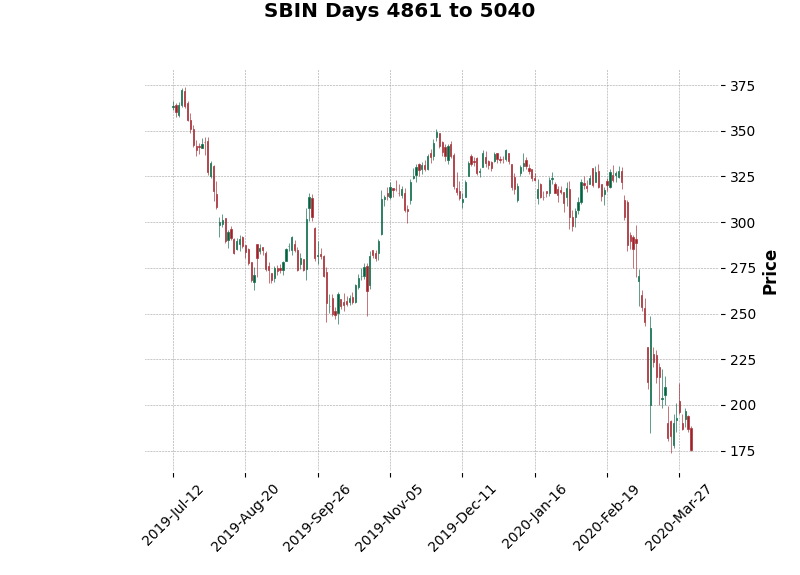 SBIN Days 4861 to 5040
375
350
325
300
275
250
225
200
175
Price
2019-Jul-12
2019-Aug-20
2019-Sep-26
2019-Nov-05
2019-Dec-11
2020-Jan-16
2020-Feb-19
2020-Mar-27